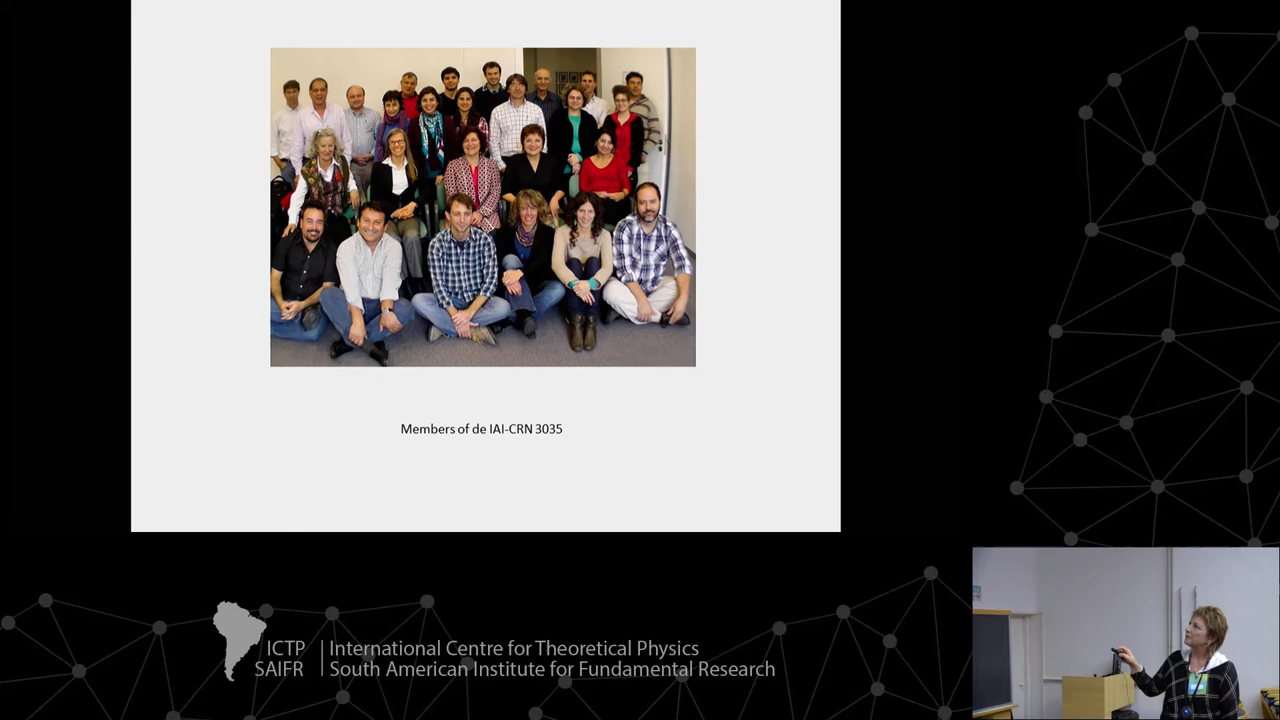 Members of de IAI-CRN 3035
ICTP
SAIFR
International Centre for Theoretical Physics
South American Institute for Fundamental Research